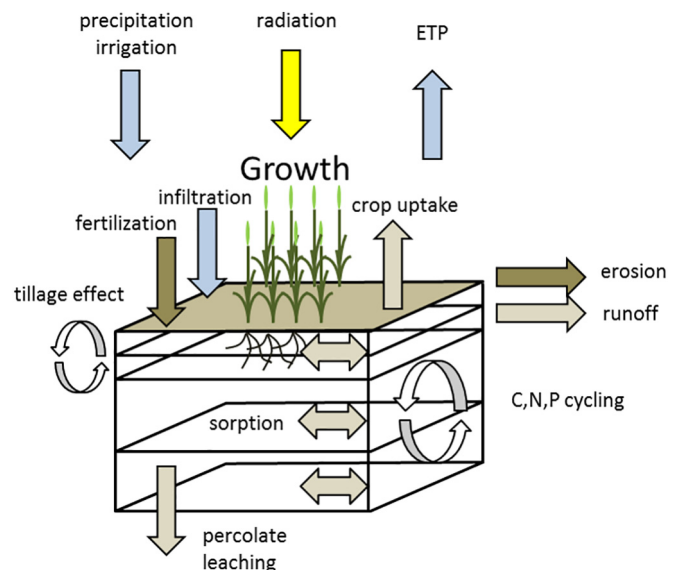 precipitation
irrigation
radiation
ETP
Growth
infiltration
crop uptake
fertilization
erosion
tillage effect
runoff
C,N,P cycling
sorption
percolate
leaching